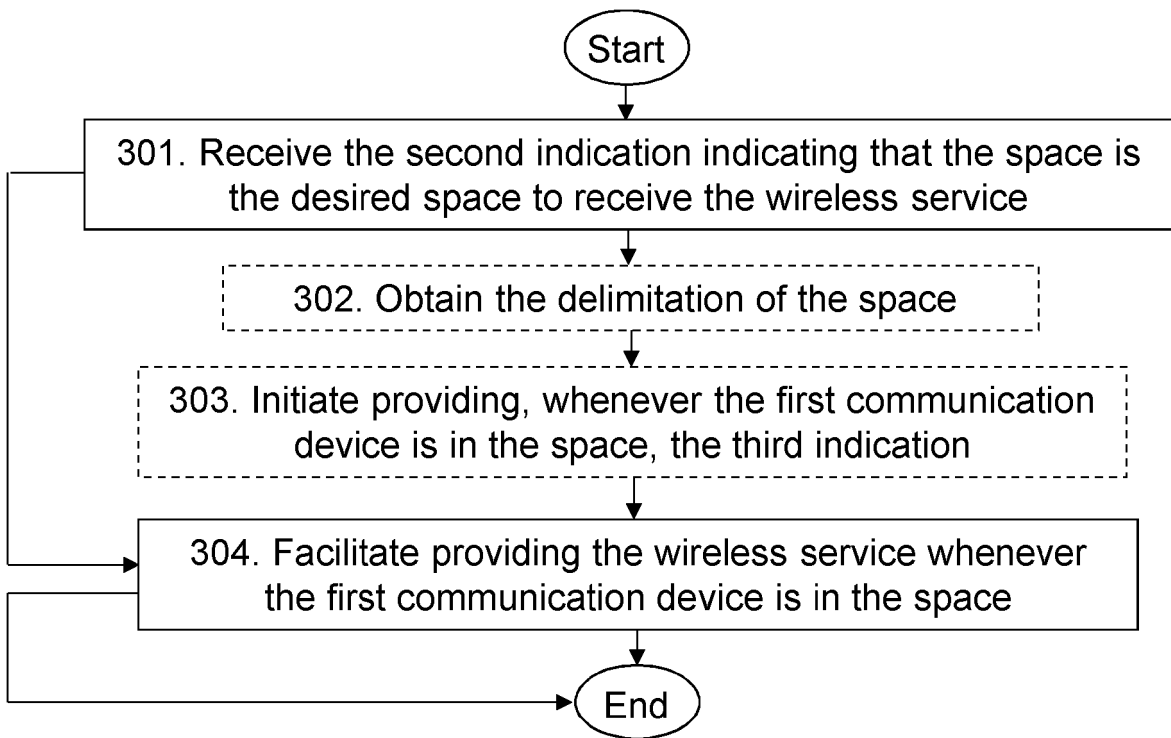 Start
301. Receive the second indication indicating that the space is
the desired space to receive the wireless service
302. Obtain the delimitation of the space
303. Initiate providing, whenever the first communication
device is in the space, the third indication
304. Facilitate providing the wireless service whenever
the first communication device is in the space
End